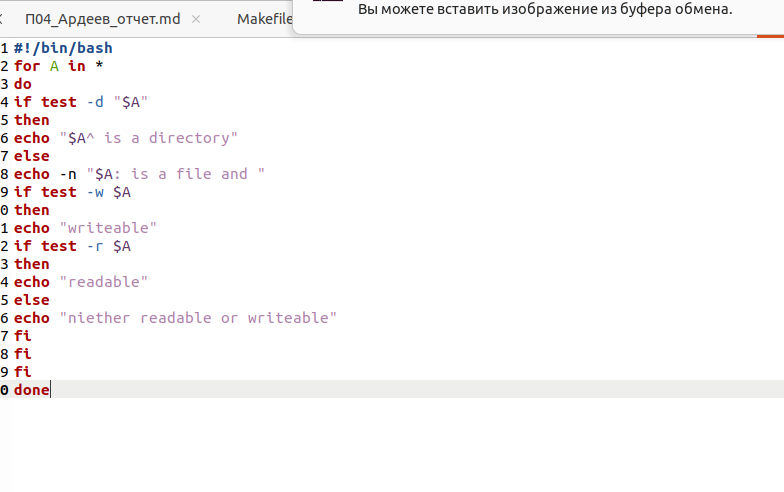 П04_Ардеев_отчет.md × Makefile
Вы можете вставить изображение из буфера обмена.
1 #!/bin/bash
2 for A in *
3 do
4 if test -d "$A"
5 then
6 echo "$A^ is a directory"
7 else
8 echo -n "$A: is a file and "
9 if test -w $A
0 then
1 echo "writeable"
2 if test -r $A
3 then
4 echo "readable"
5 else
6 echo "niether readable or writeable"
7 fi
8 fi
9 fi
0 done